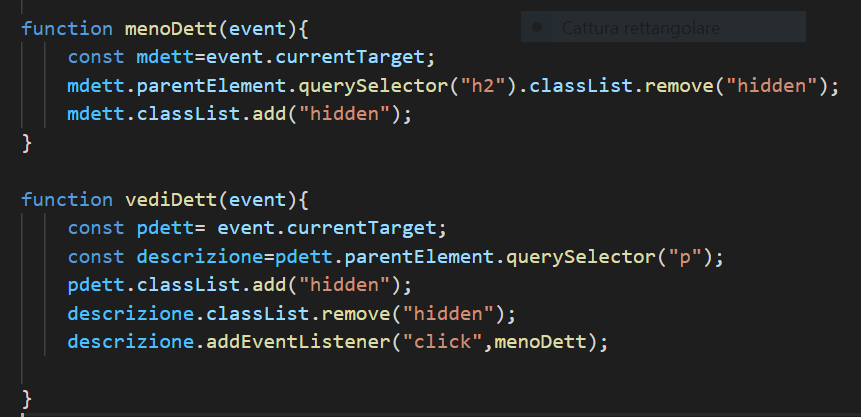 function menoDett(event){
Cattura rettangolare
const mdett=event.currentTarget;
mdett.parentElement.querySelector("h2").classList.remove("hidden");
mdett.classList.add("hidden");
}
function vediDett(event){
const pdett= event.currentTarget;
const descrizione=pdett.parentElement.querySelector("p");
pdett.classList.add("hidden");
descrizione.classList.remove("hidden");
descrizione.addEventListener("click",menoDett);
}